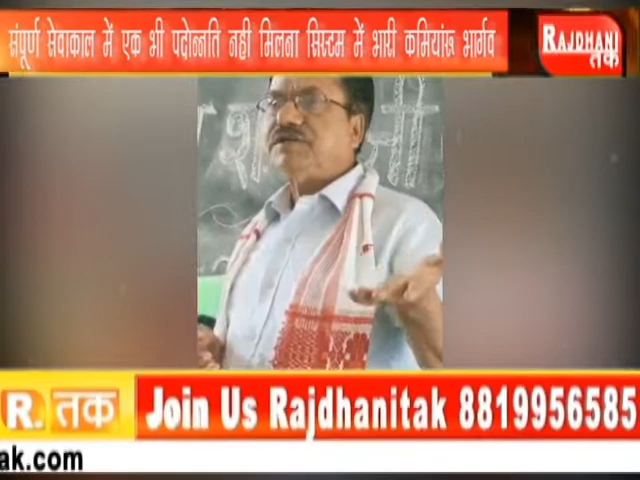 संपूर्ण सेवाकाल में एक भी पदोन्नति नही मिलना सिस्टम में भारी कमियांरू भार्गव
RAJDHANI
तक
R. तक
Join Us Rajdhanitak 8819956585
ak.com